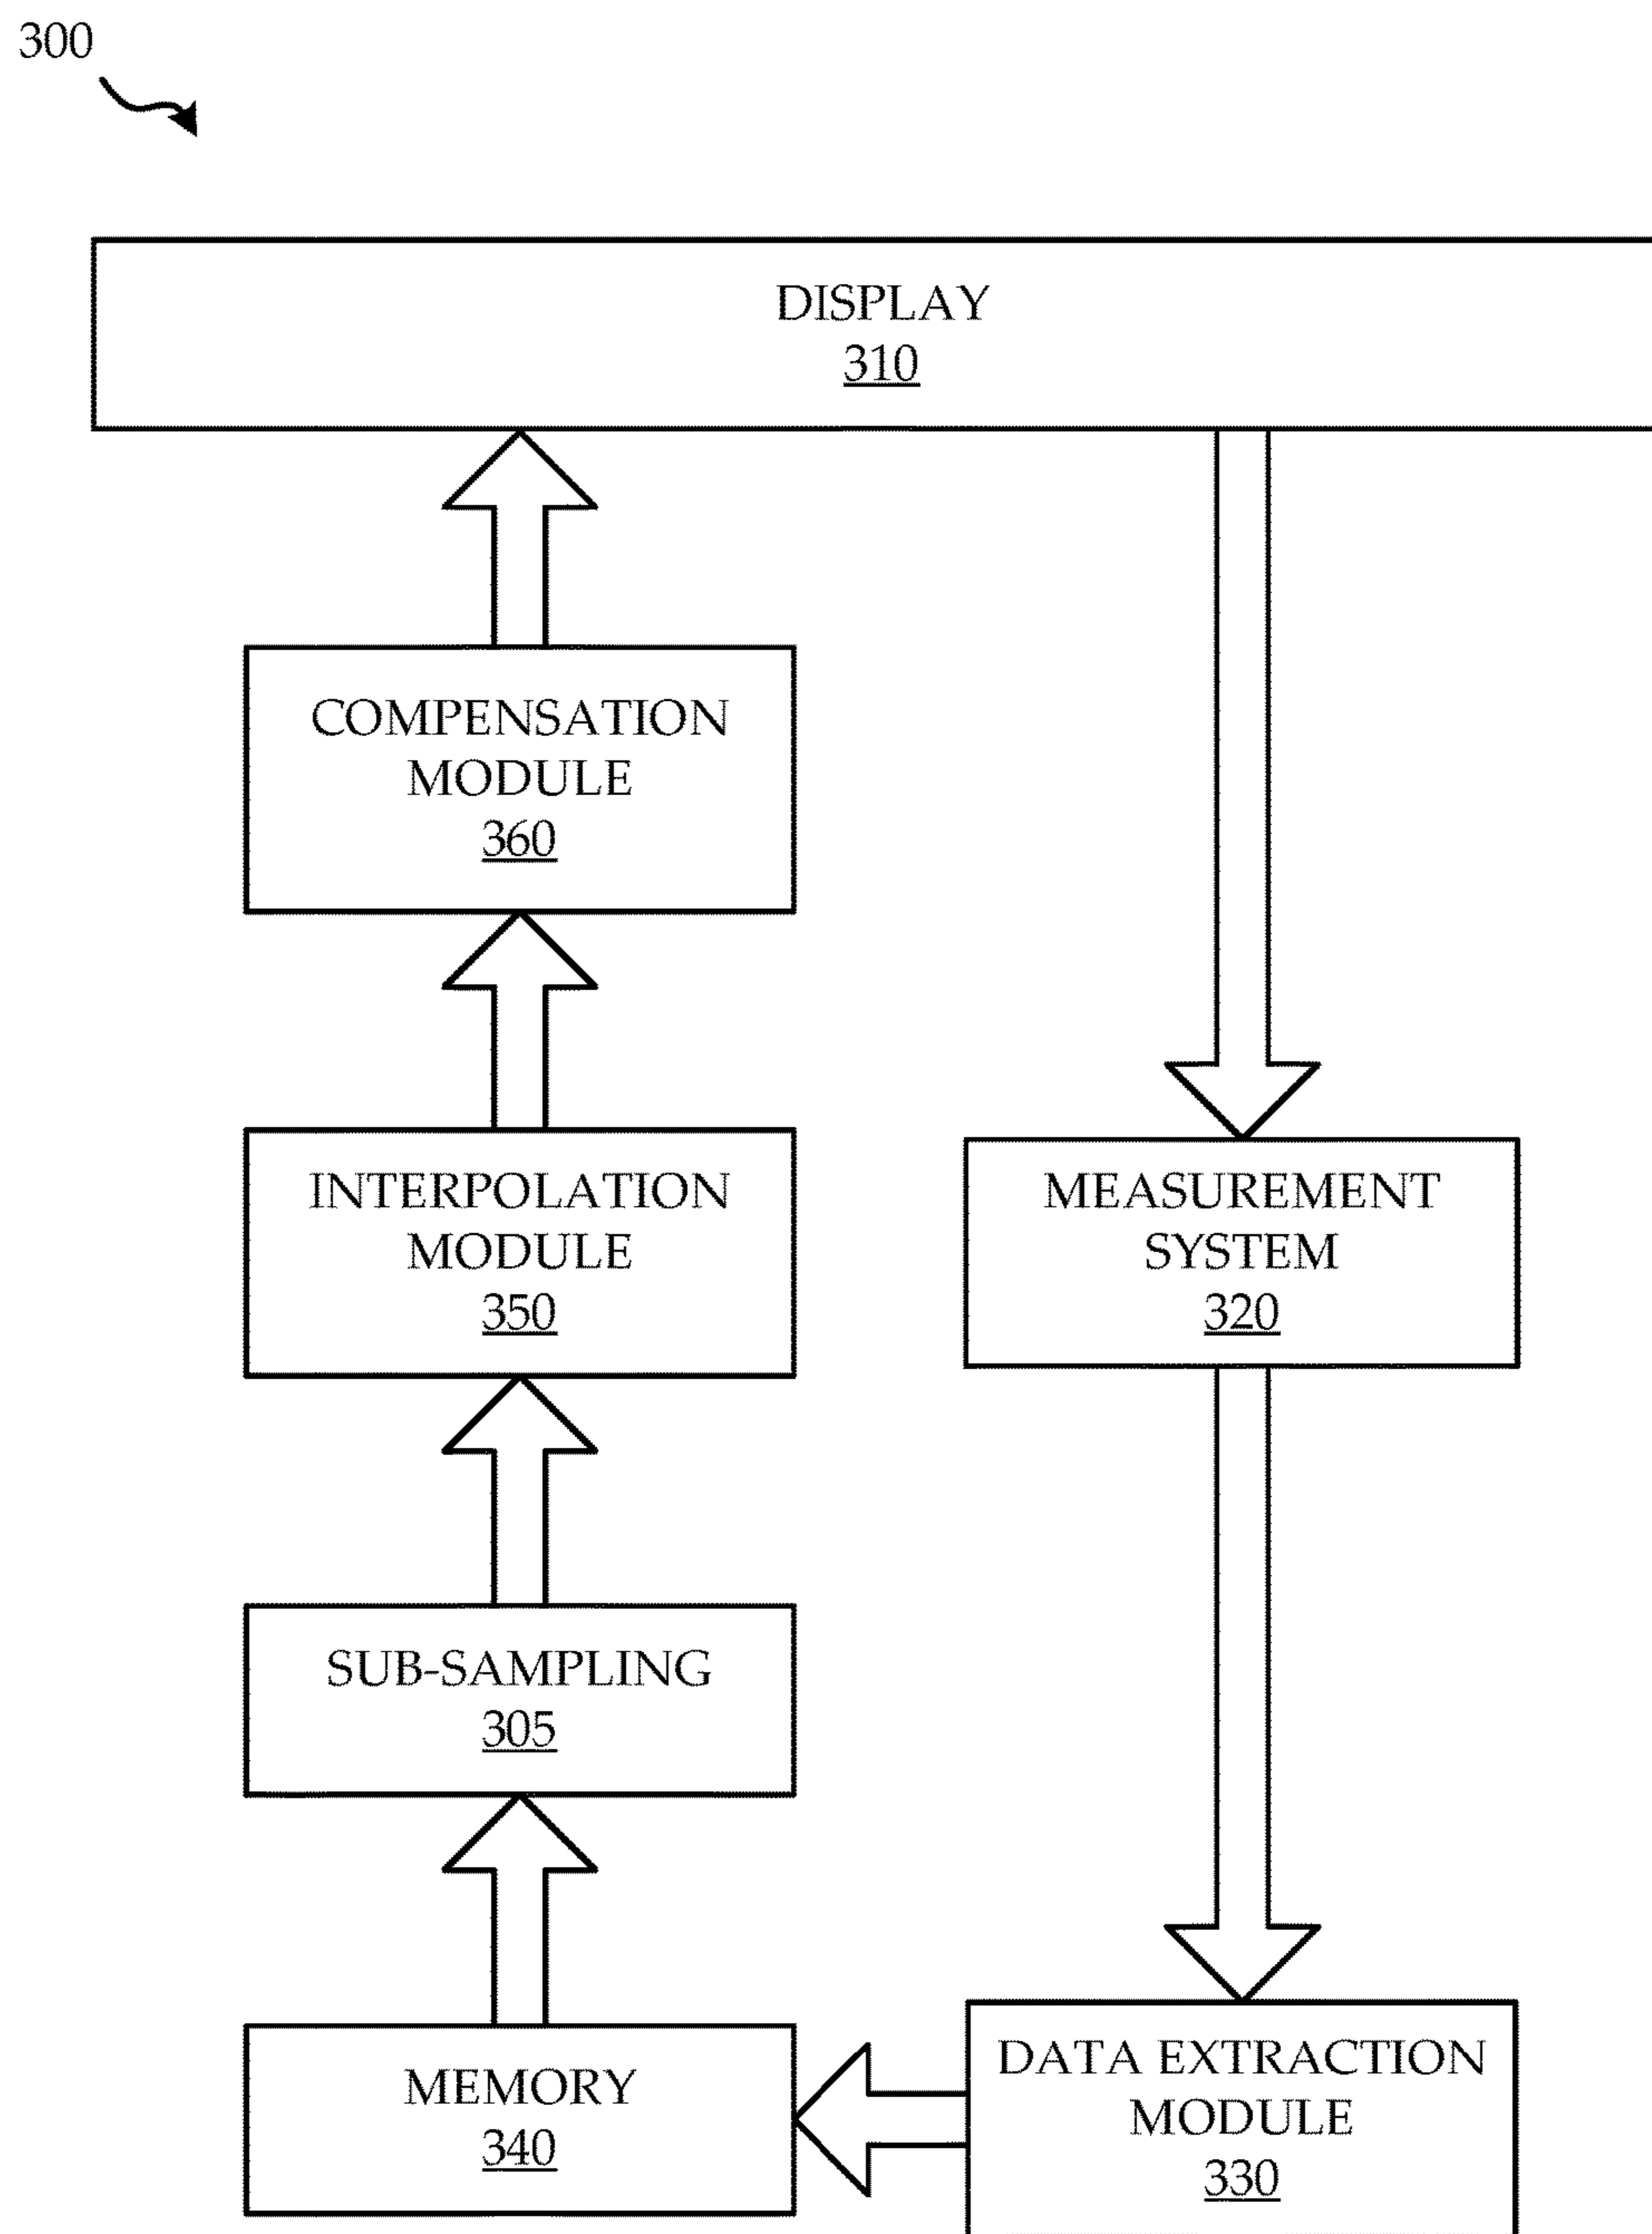 300
DISPLAY
310
COMPENSATION
MODULE
360
INTERPOLATION
MODULE
350
MEASUREMENT
SYSTEM
320
SUB-SAMPLING
305
MEMORY
340
DATA EXTRACTION
MODULE
330